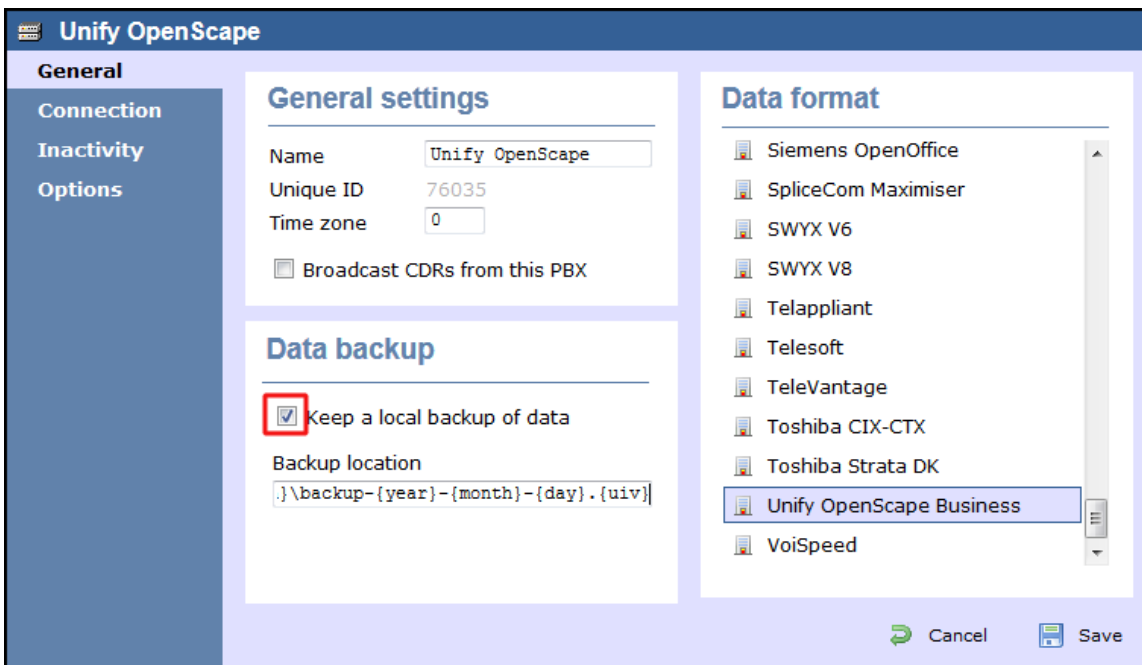 Unify OpenScape
General
Connection
Inactivity
Options
General settings
Name
Unify OpenScape
Unique ID
76035
Time zone
0
Broadcast CDRs from this PBX
Data backup
Keep a local backup of data
Backup location
.}\backup-{year}-{month}-{day}.{uiv}
Data format
Siemens OpenOffice
SpliceCom Maximiser
SWYX V6
SWYX V8
Telappliant
Telesoft
TeleVantage
Toshiba CIX-CTX
Toshiba Strata DK
Unify OpenScape Business
VoiSpeed
Cancel
Save